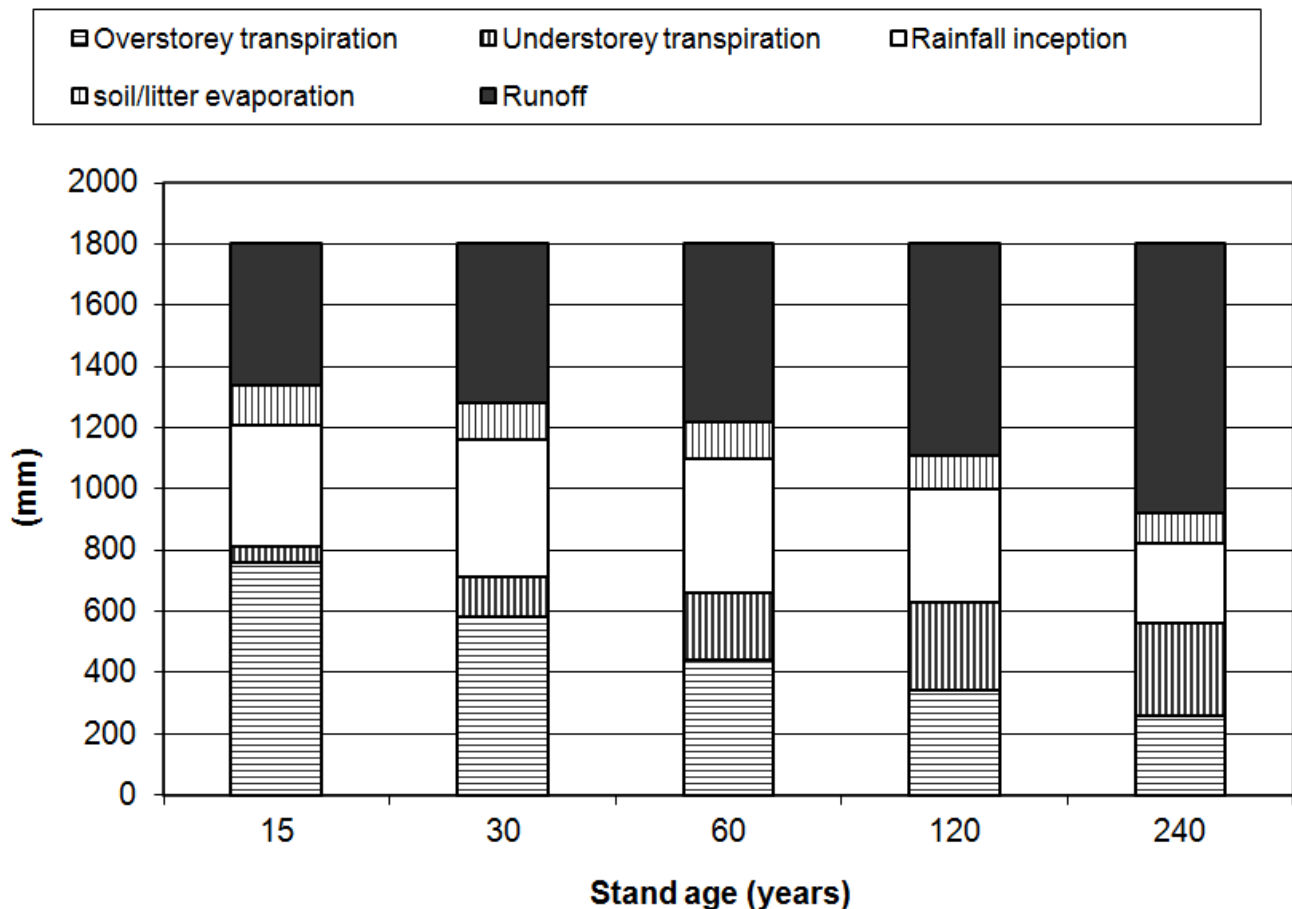 Overstorey transpiration Understorey transpiration Rainfall inception
soil/litter evaporation Runoff
2000
1800
1600
1400
1200
1000
800
600
400
200
0
(mm)
15 30 60 120 240
Stand age (years)